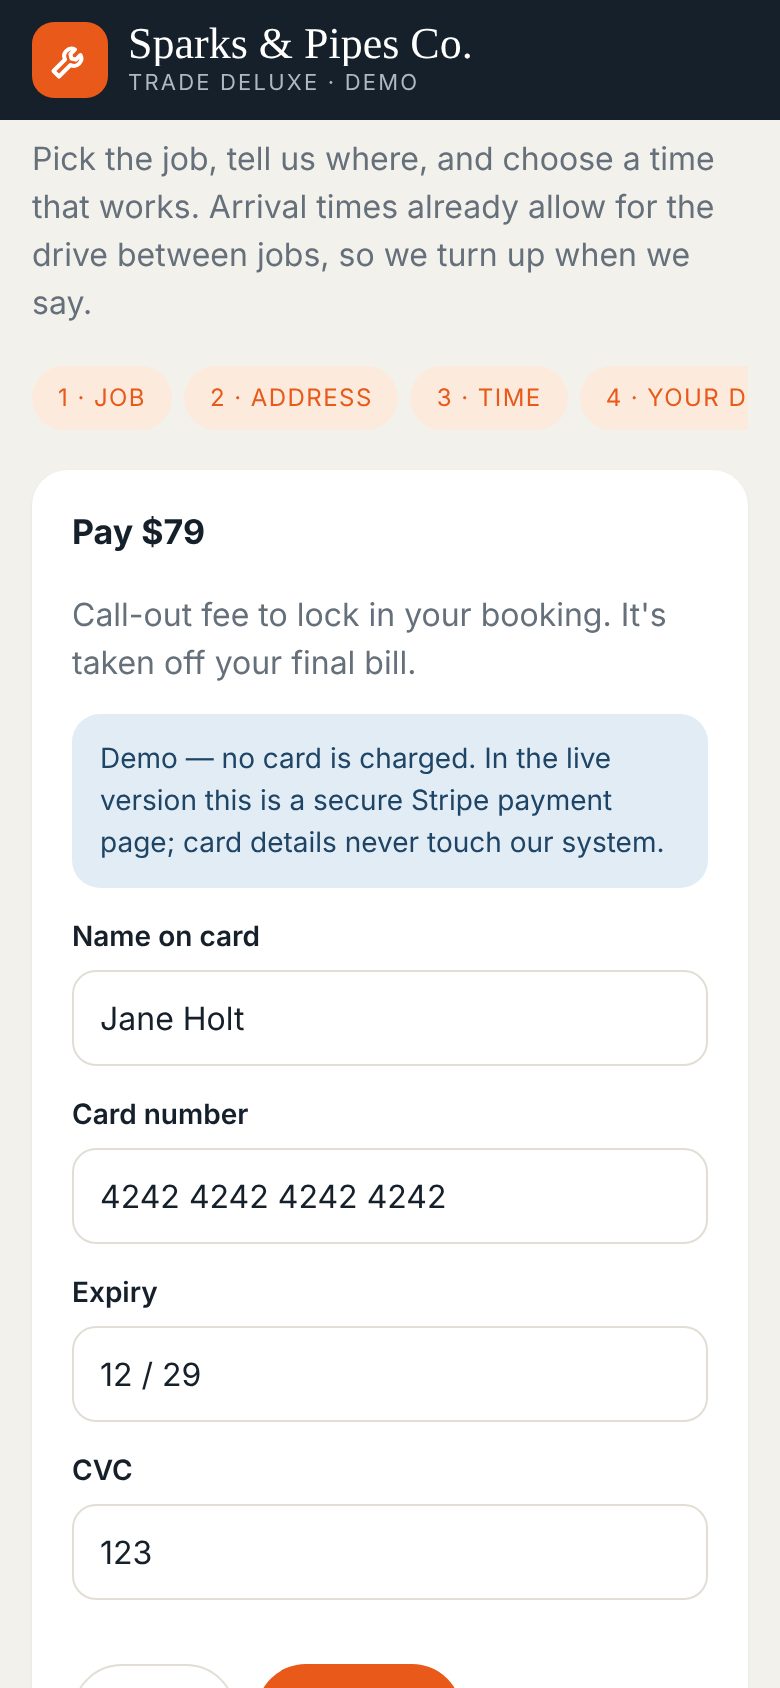 Sparks & Pipes Co.
TRADE DELUXE · DEMO
Pick the job, tell us where, and choose a time
that works. Arrival times already allow for the
drive between jobs, so we turn up when we
say.
1 · JOB
2 · ADDRESS
3 · TIME
4 · YOUR D
Pay $79
Call-out fee to lock in your booking. It's
taken off your final bill.
Demo — no card is charged. In the live
version this is a secure Stripe payment
page; card details never touch our system.
Name on card
Jane Holt
Card number
4242 4242 4242 4242
Expiry
12 / 29
CVC
123